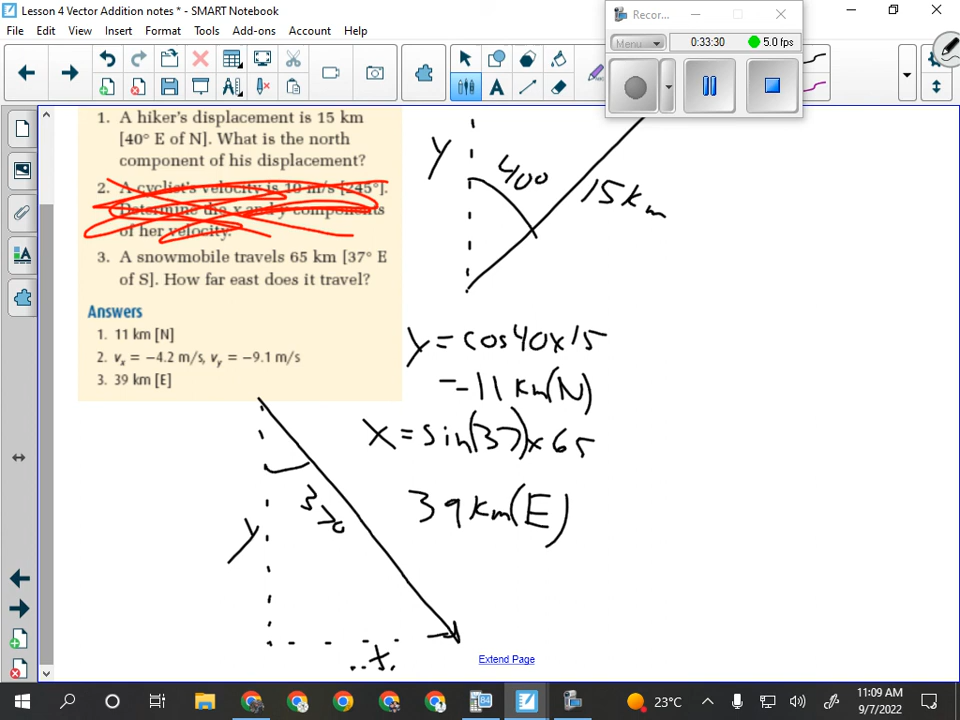 Lesson 4 Vector Addition notes * - SMART Notebook
Recor...
File Edit View Insert Format Tools Add-ons Account Help
Menu 0:33:30 5.0 fps
1. A hiker's displacement is 15 km
[40° E of N]. What is the north
component of his displacement?
2. A cyclist's velocity is 10 m/s [245°].
Determine the x and y components
of her velocity.
3. A snowmobile travels 65 km [37° E
of S]. How far east does it travel?
Answers
1. 11 km [N]
2. vx = −4.2 m/s, vy = −9.1 m/s
3. 39 km [E]
y
40°
15 km
y = cos40x15
= 11 km(N)
x = sin(37)x65
39km(E)
37°
y
x
Extend Page
23°C
11:09 AM
9/7/2022